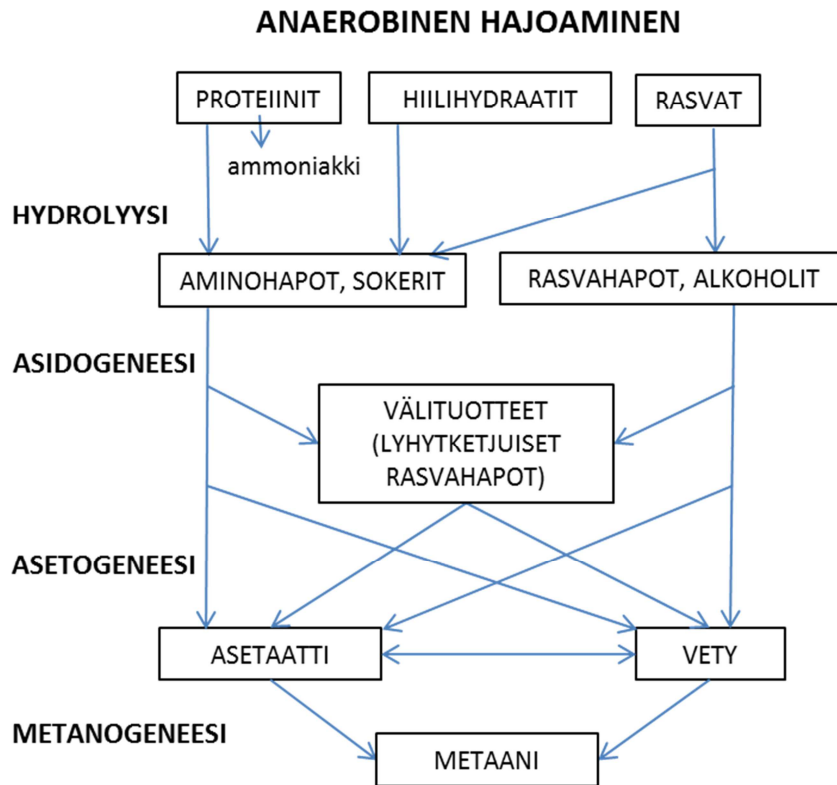 ANAEROBINEN HAJOAMINEN
PROTEIINIT
HIILIHYDRAATIT
RASVAT
ammoniakki
HYDROLYYSI
AMINOHAPOT, SOKERIT
RASVAHAPOT, ALKOHOLIT
ASIDOGENEESI
VÄLITUOTTEET
(LYHYTKETJUISET
RASVAHAPOT)
ASETOGENEESI
ASETAATTI
VETY
METANOGENEESI
METAANI